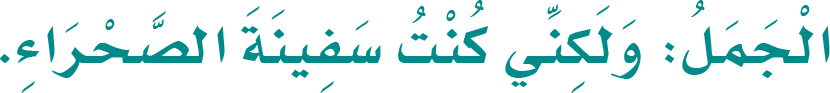 الْجَمَلُ: وَلَكِنِّي كُنْتُ سَفِينَةَ الصَّحْرَاءِ.